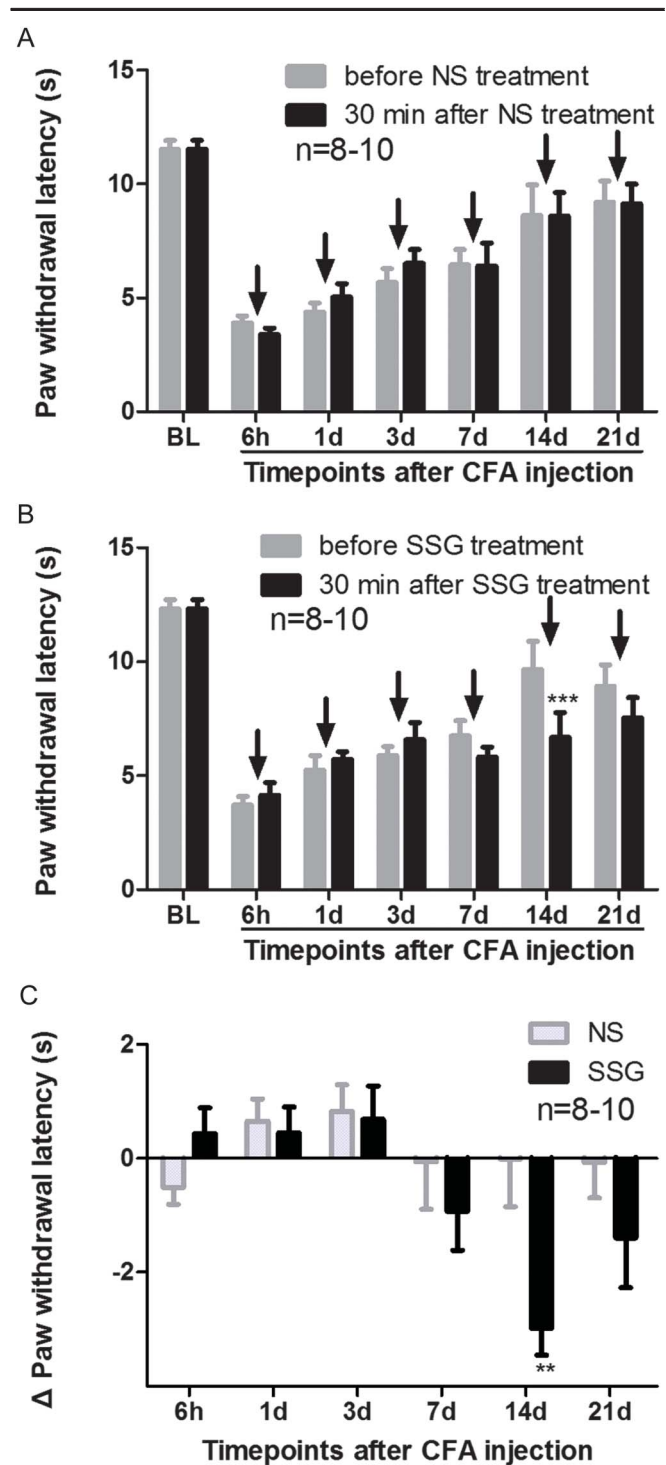 A
Paw withdrawal latency (s)
15
10
5
0
before NS treatment
30 min after NS treatment
n=8-10
BL 6h 1d 3d 7d 14d 21d
Timepoints after CFA injection
B
Paw withdrawal latency (s)
15
10
5
0
before SSG treatment
30 min after SSG treatment
n=8-10
***
BL 6h 1d 3d 7d 14d 21d
Timepoints after CFA injection
C
Δ Paw withdrawal latency (s)
2
0
-2
NS
SSG
n=8-10
**
6h 1d 3d 7d 14d 21d
Timepoints after CFA injection